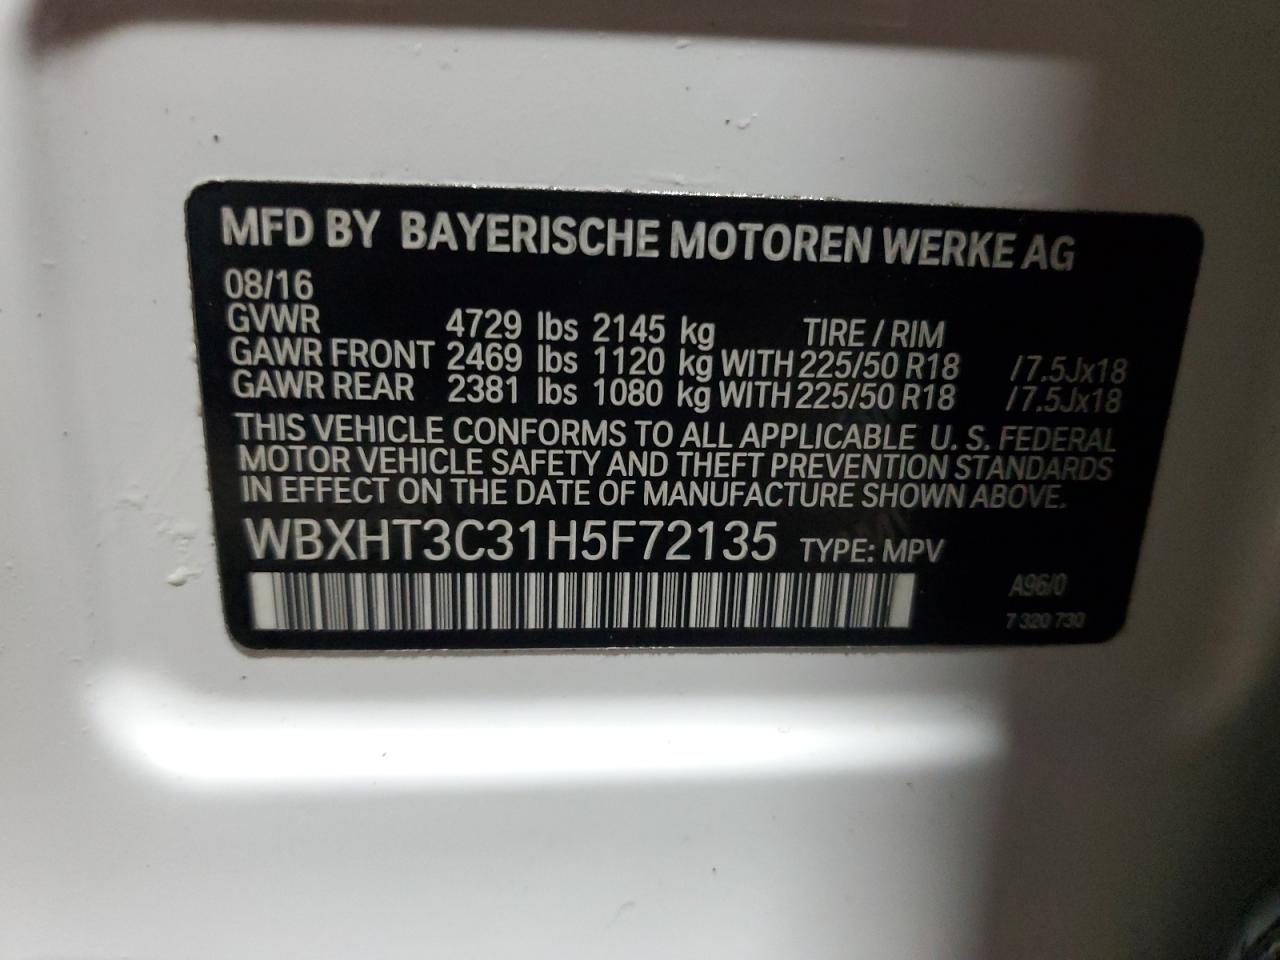 MFD BY BAYERISCHE MOTOREN WERKE AG
08/16
GVWR 4729 lbs 2145 kg TIRE / RIM
GAWR FRONT 2469 lbs 1120 kg WITH 225/50 R18 /7.5Jx18
GAWR REAR 2381 lbs 1080 kg WITH 225/50 R18 /7.5Jx18
THIS VEHICLE CONFORMS TO ALL APPLICABLE U. S. FEDERAL
MOTOR VEHICLE SAFETY AND THEFT PREVENTION STANDARDS
IN EFFECT ON THE DATE OF MANUFACTURE SHOWN ABOVE.
WBXHT3C31H5F72135 TYPE: MPV
A96/0
7 320 730